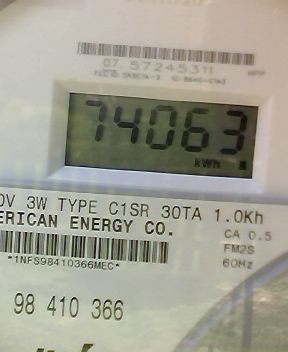 07 57245311
74063
kWh
0V 3W TYPE C1SR 30TA 1.0Kh
ERICAN ENERGY CO.
CA 0.5
FM2S
60Hz
*1NFS98410366MEC*
98 410 366